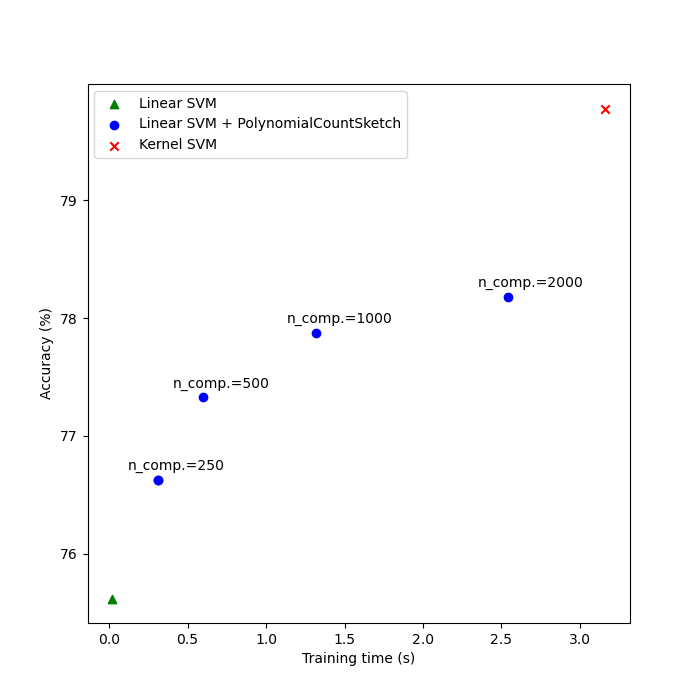 Linear SVM
Linear SVM + PolynomialCountSketch
Kernel SVM
79
n_comp.=2000
78
n_comp.=1000
n_comp.=500
77
n_comp.=250
76
Accuracy (%)
0.0 0.5 1.0 1.5 2.0 2.5 3.0
Training time (s)